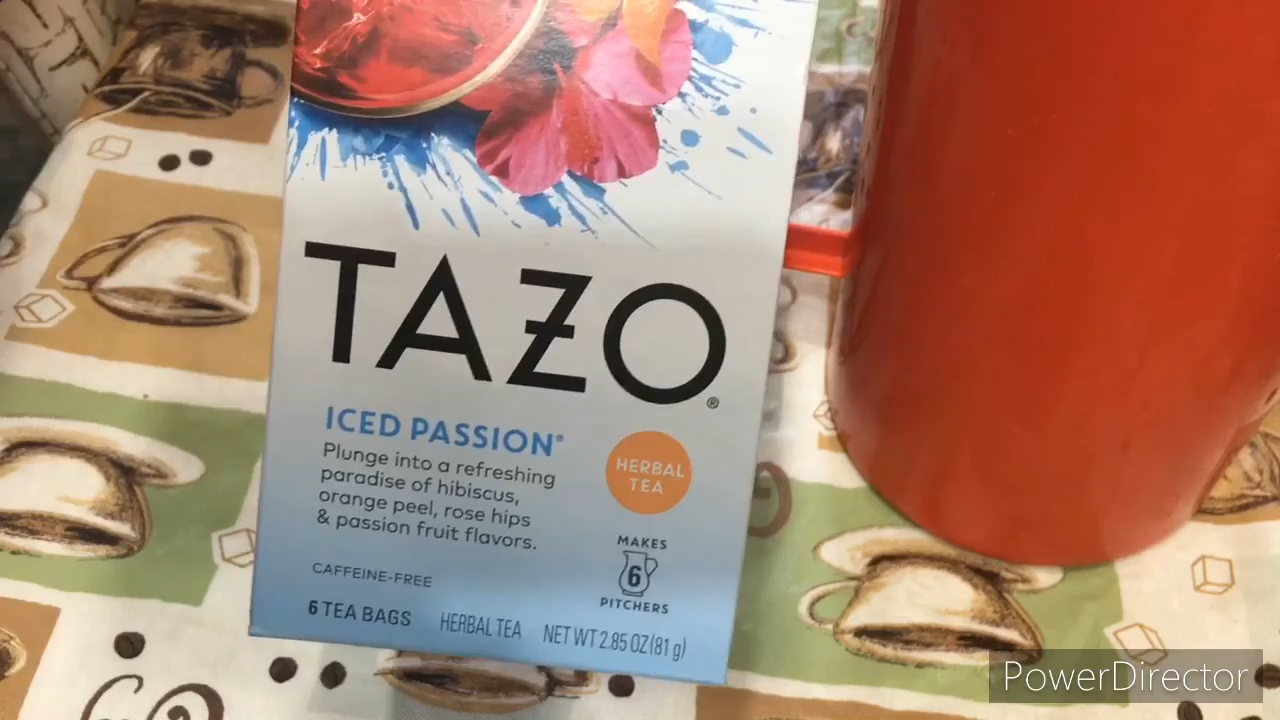 TAZO®
ICED PASSION®
Plunge into a refreshing
paradise of hibiscus,
orange peel, rose hips
& passion fruit flavors.
HERBAL
TEA
MAKES
6
PITCHERS
CAFFEINE-FREE
6 TEA BAGS HERBAL TEA NET WT 2.85 OZ (81 g)
PowerDirector